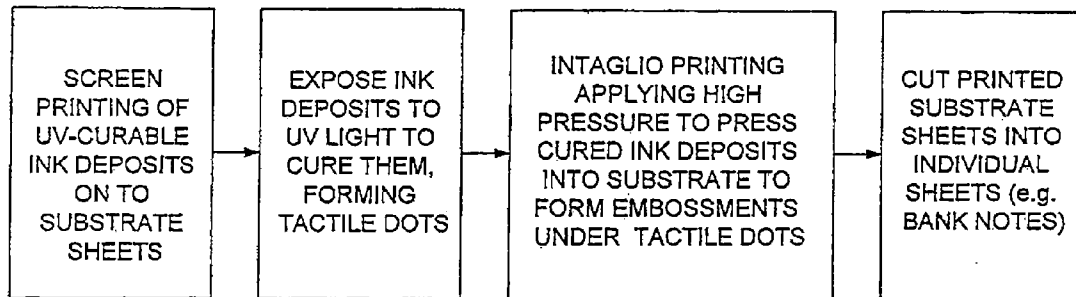 SCREEN
PRINTING OF
UV-CURABLE
INK DEPOSITS
ON TO
SUBSTRATE
SHEETS
EXPOSE INK
DEPOSITS TO
UV LIGHT TO
CURE THEM,
FORMING
TACTILE DOTS
INTAGLIO PRINTING
APPLYING HIGH
PRESSURE TO PRESS
CURED INK DEPOSITS
INTO SUBSTRATE TO
FORM EMBOSSMENTS
UNDER TACTILE DOTS
CUT PRINTED
SUBSTRATE
SHEETS INTO
INDIVIDUAL
SHEETS (e.g.
BANK NOTES)